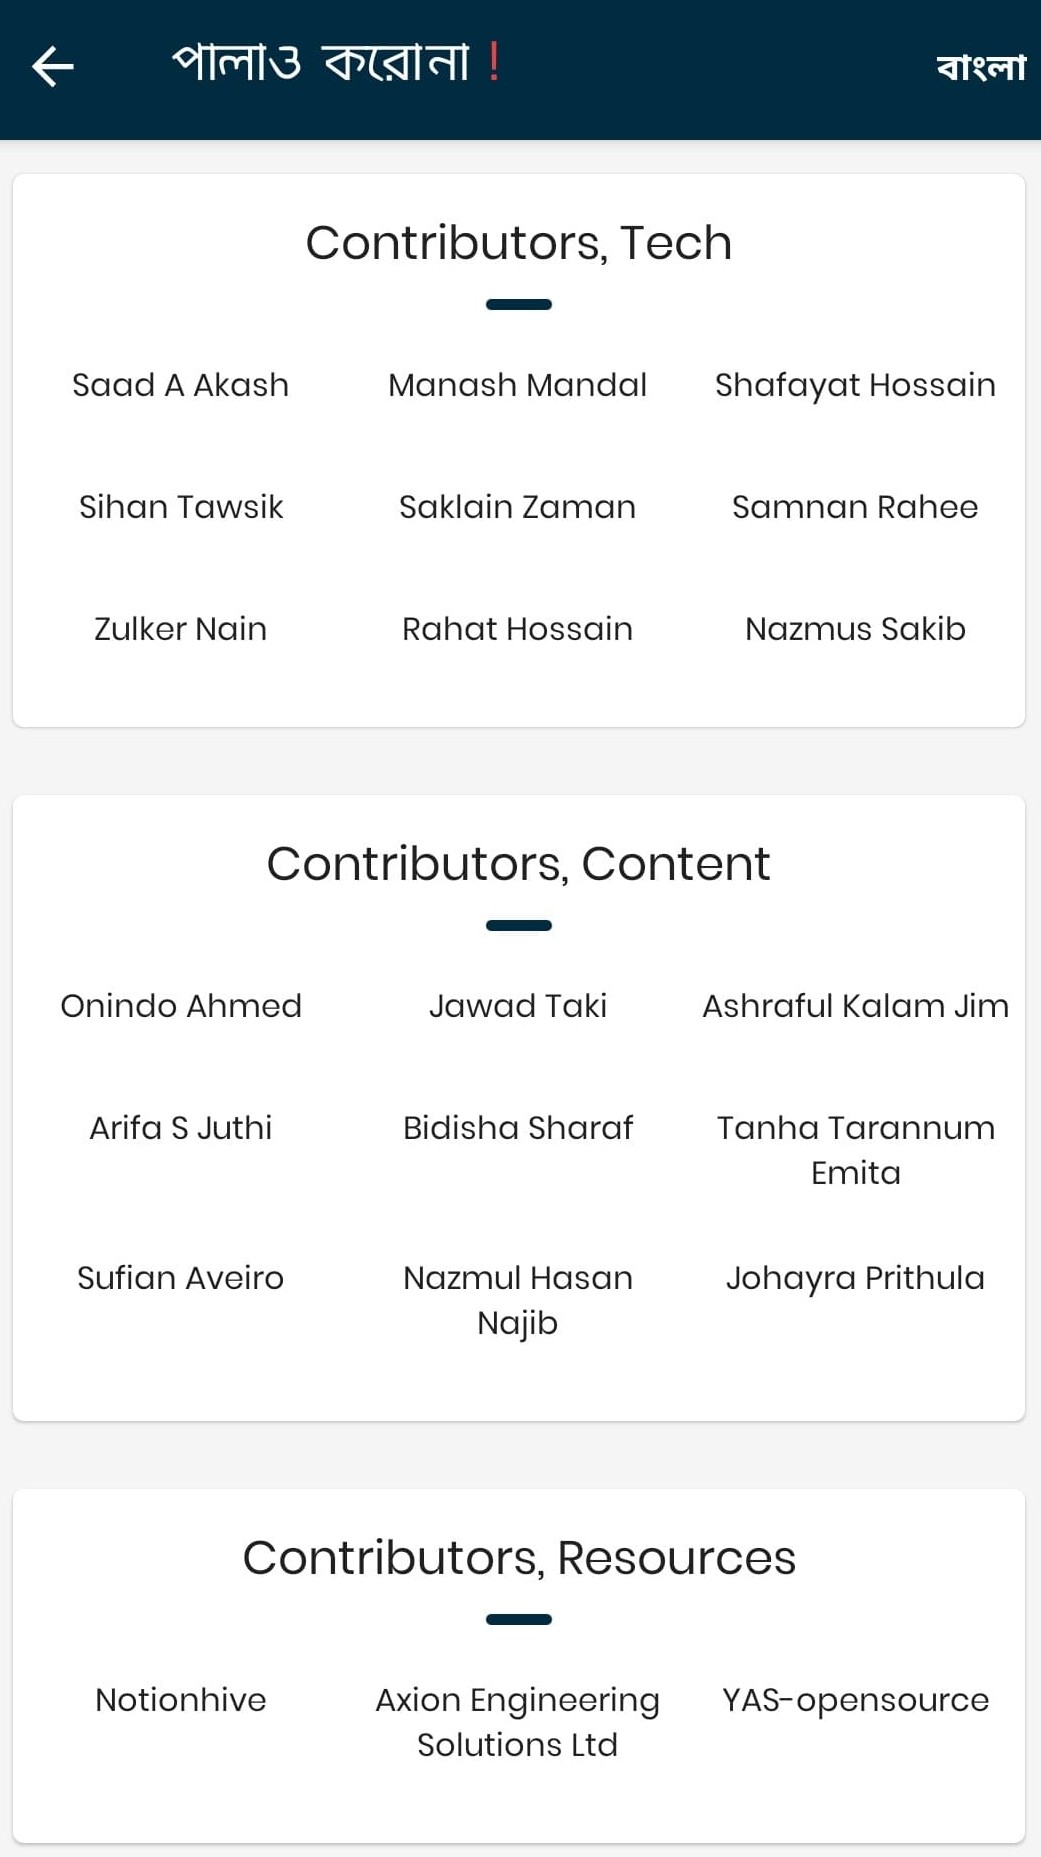 পালাও করোনা❗
বাংলা
Contributors, Tech
Saad A Akash Manash Mandal Shafayat Hossain
Sihan Tawsik Saklain Zaman Samnan Rahee
Zulker Nain Rahat Hossain Nazmus Sakib
Contributors, Content
Onindo Ahmed Jawad Taki Ashraful Kalam Jim
Arifa S Juthi Bidisha Sharaf Tanha Tarannum
Emita
Sufian Aveiro Nazmul Hasan Johayra Prithula
Najib
Contributors, Resources
Notionhive Axion Engineering YAS-opensource
Solutions Ltd